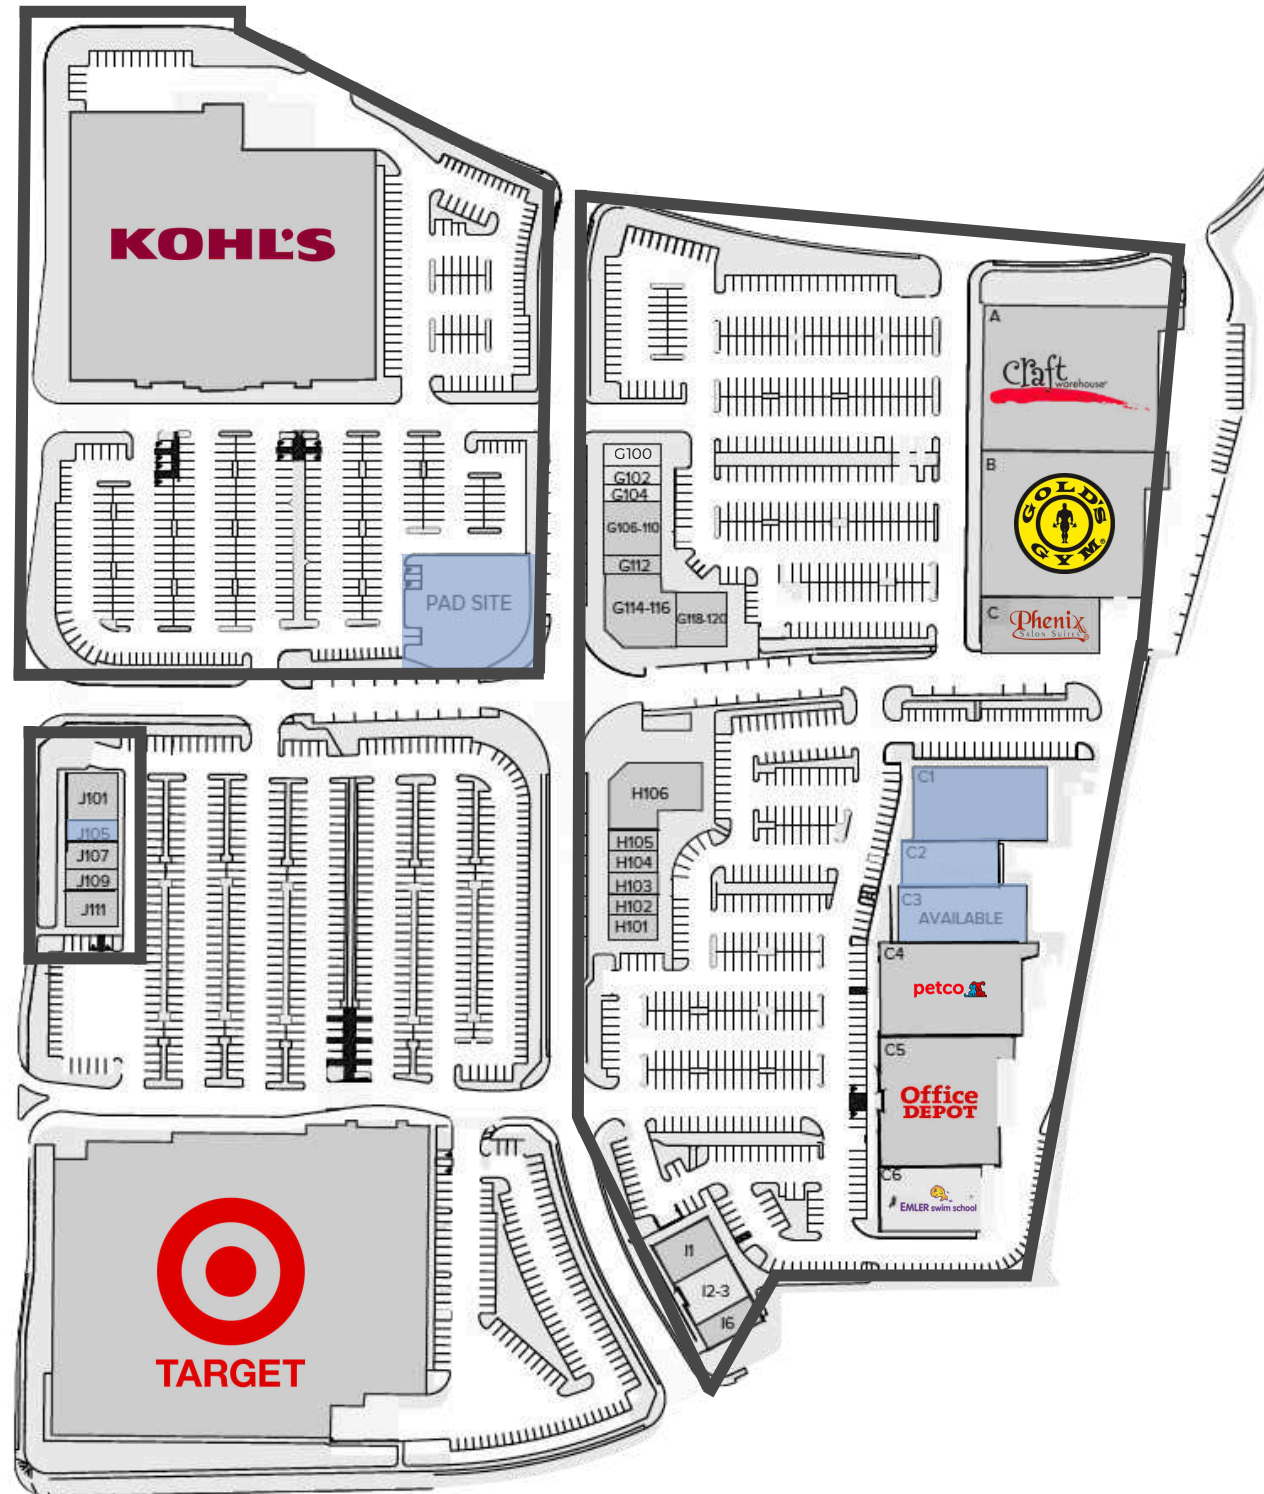 KOHL'S
PAD SITE
J101
J105
J107
J109
J111
TARGET
G100
G102
G104
G106-110
G112
G114-116
G118-120
H106
H105
H104
H103
H102
H101
I1
I2-3
I6
A
craft
warehouse
B
GOLD'S
GYM
C
Phenix
SALON SUITES
C1
C2
C3
AVAILABLE
C4
petco
C5
Office
DEPOT
C6
EMLER swim school